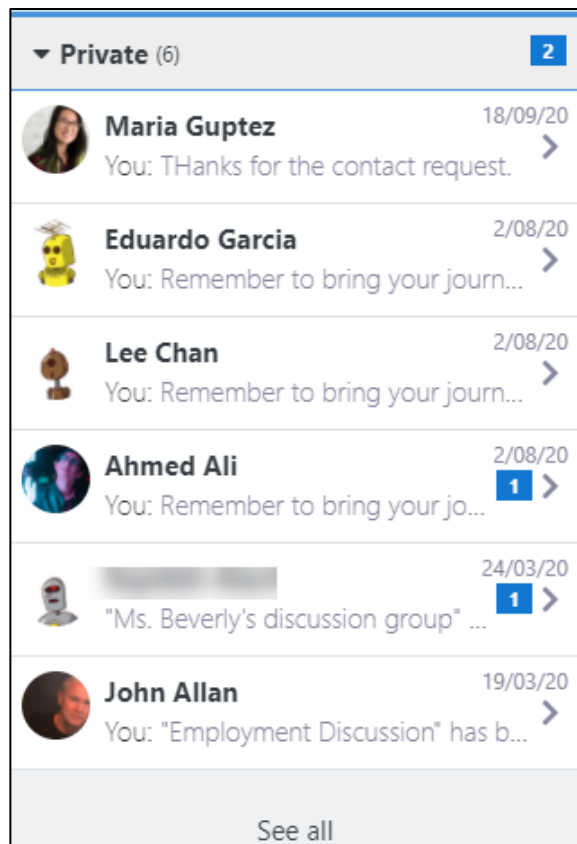 Private (6) 2
Maria Guptez 18/09/20
You: THanks for the contact request.
Eduardo Garcia 2/08/20
You: Remember to bring your journ...
Lee Chan 2/08/20
You: Remember to bring your journ...
Ahmed Ali 2/08/20
You: Remember to bring your jo... 1
24/03/20
"Ms. Beverly's discussion group" ... 1
John Allan 19/03/20
You: "Employment Discussion" has b...
See all